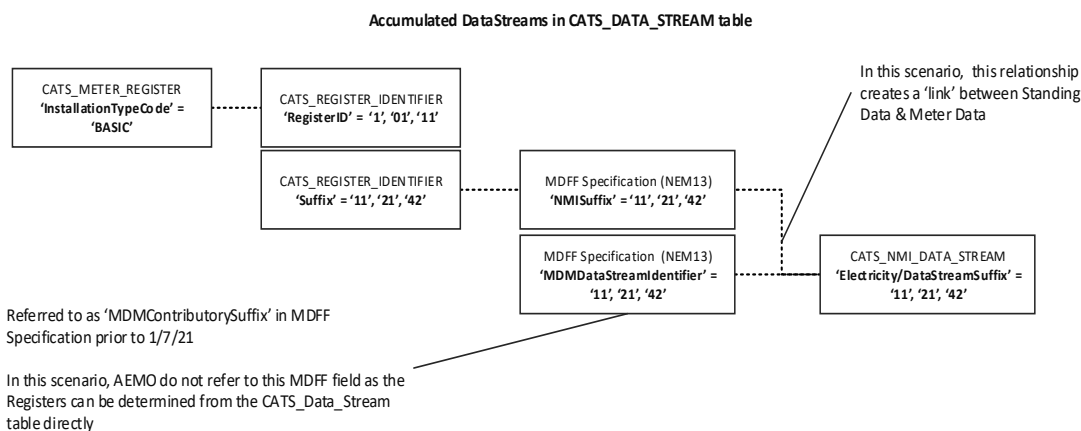 Accumulated DataStreams in CATS_DATA_STREAM table
CATS_METER_REGISTER
‘InstallationTypeCode’ =
‘BASIC’
CATS_REGISTER_IDENTIFIER
‘RegisterID’ = ‘1’, ‘01’, ‘11’
In this scenario, this relationship
creates a ‘link’ between Standing
Data & Meter Data
CATS_REGISTER_IDENTIFIER
‘Suffix’ = ‘11’, ‘21’, ‘42’
MDFF Specification (NEM13)
‘NMISuffix’ = ‘11’, ‘21’, ‘42’
MDFF Specification (NEM13)
‘MDMDataStreamIdentifier’ =
‘11’, ‘21’, ‘42’
CATS_NMI_DATA_STREAM
‘Electricity/DataStreamSuffix’ =
‘11’, ‘21’, ‘42’
Referred to as ‘MDMContributorySuffix’ in MDFF
Specification prior to 1/7/21
In this scenario, AEMO do not refer to this MDFF field as the
Registers can be determined from the CATS_Data_Stream
table directly